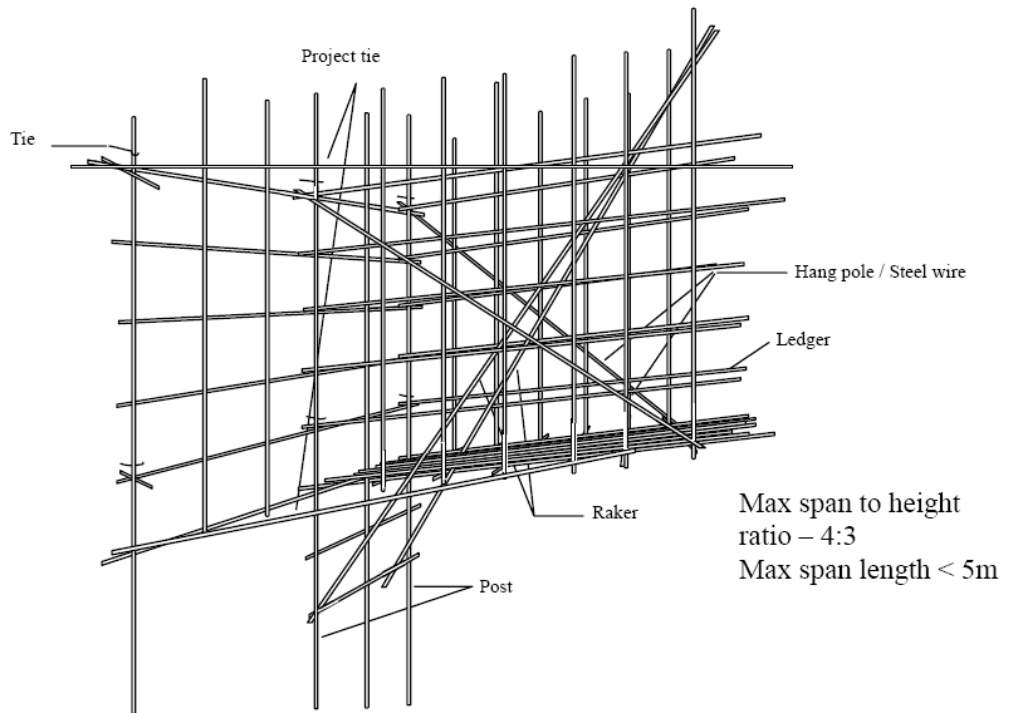 Project tie
Tie
Hang pole / Steel wire
Ledger
Raker
Max span to height
ratio – 4:3
Max span length < 5m
Post